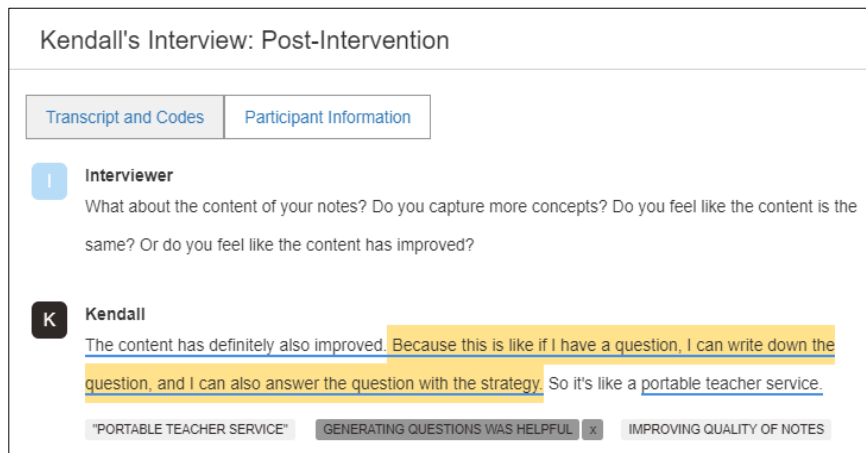 Kendall's Interview: Post-Intervention
Transcript and Codes Participant Information
I
Interviewer
What about the content of your notes? Do you capture more concepts? Do you feel like the content is the
same? Or do you feel like the content has improved?
K
Kendall
The content has definitely also improved. Because this is like if I have a question, I can write down the
question, and I can also answer the question with the strategy. So it's like a portable teacher service.
"PORTABLE TEACHER SERVICE" GENERATING QUESTIONS WAS HELPFUL x IMPROVING QUALITY OF NOTES